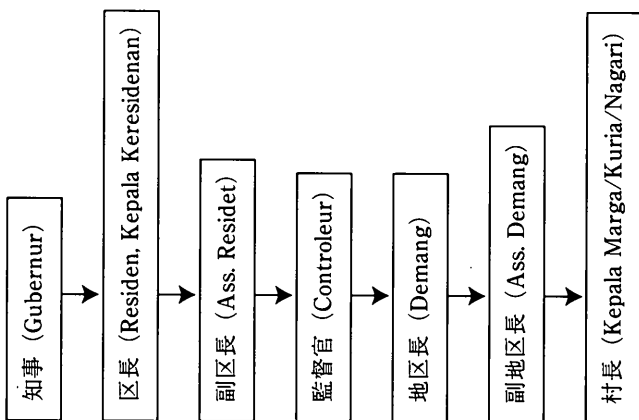 知事 (Gubernur)
区長 (Residen, Kepala Keresidenan)
副区長 (Ass. Residet)
監督官 (Controleur)
地区長 (Demang)
副地区長 (Ass. Demang)
村長 (Kepala Marga/Kuria/Nagari)